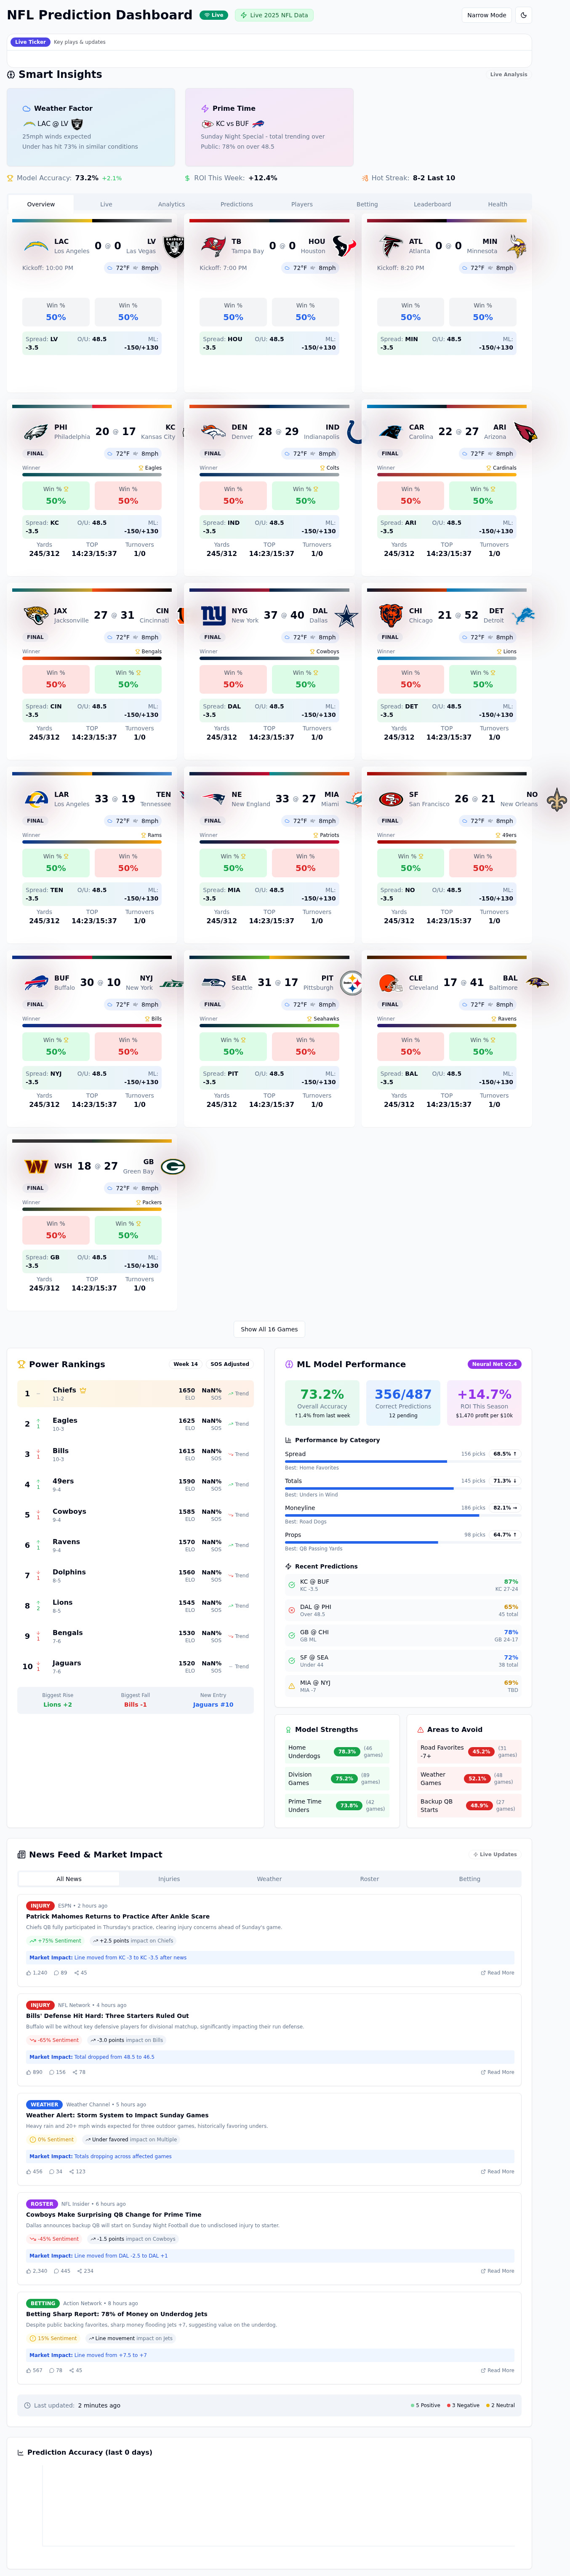 NFL Prediction Dashboard
Live
Live 2025 NFL Data
Narrow Mode
Live Ticker
Key plays & updates
Smart Insights
Live Analysis
Weather Factor
LAC @ LV
25mph winds expected
Under has hit 73% in similar conditions
Prime Time
KC vs BUF
Sunday Night Special - total trending over
Public: 78% on over 48.5
Model Accuracy: 73.2% +2.1%
ROI This Week: +12.4%
Hot Streak: 8-2 Last 10
Overview
Live
Analytics
Predictions
Players
Betting
Leaderboard
Health
LAC 0 @ 0 LV
Los Angeles Las Vegas
Kickoff: 10:00 PM 72°F 8mph
Win % Win %
50% 50%
Spread: LV -3.5 O/U: 48.5 ML: -150/+130
TB 0 @ 0 HOU
Tampa Bay Houston
Kickoff: 7:00 PM 72°F 8mph
Win % Win %
50% 50%
Spread: HOU -3.5 O/U: 48.5 ML: -150/+130
ATL 0 @ 0 MIN
Atlanta Minnesota
Kickoff: 8:20 PM 72°F 8mph
Win % Win %
50% 50%
Spread: MIN -3.5 O/U: 48.5 ML: -150/+130
PHI 20 @ 17 KC
Philadelphia Kansas City
FINAL 72°F 8mph
Winner Eagles
Win % Win %
50% 50%
Spread: KC -3.5 O/U: 48.5 ML: -150/+130
Yards TOP Turnovers
245/312 14:23/15:37 1/0
DEN 28 @ 29 IND
Denver Indianapolis
FINAL 72°F 8mph
Winner Colts
Win % Win %
50% 50%
Spread: IND -3.5 O/U: 48.5 ML: -150/+130
Yards TOP Turnovers
245/312 14:23/15:37 1/0
CAR 22 @ 27 ARI
Carolina Arizona
FINAL 72°F 8mph
Winner Cardinals
Win % Win %
50% 50%
Spread: ARI -3.5 O/U: 48.5 ML: -150/+130
Yards TOP Turnovers
245/312 14:23/15:37 1/0
JAX 27 @ 31 CIN
Jacksonville Cincinnati
FINAL 72°F 8mph
Winner Bengals
Win % Win %
50% 50%
Spread: CIN -3.5 O/U: 48.5 ML: -150/+130
Yards TOP Turnovers
245/312 14:23/15:37 1/0
NYG 37 @ 40 DAL
New York Dallas
FINAL 72°F 8mph
Winner Cowboys
Win % Win %
50% 50%
Spread: DAL -3.5 O/U: 48.5 ML: -150/+130
Yards TOP Turnovers
245/312 14:23/15:37 1/0
CHI 21 @ 52 DET
Chicago Detroit
FINAL 72°F 8mph
Winner Lions
Win % Win %
50% 50%
Spread: DET -3.5 O/U: 48.5 ML: -150/+130
Yards TOP Turnovers
245/312 14:23/15:37 1/0
LAR 33 @ 19 TEN
Los Angeles Tennessee
FINAL 72°F 8mph
Winner Rams
Win % Win %
50% 50%
Spread: TEN -3.5 O/U: 48.5 ML: -150/+130
Yards TOP Turnovers
245/312 14:23/15:37 1/0
NE 33 @ 27 MIA
New England Miami
FINAL 72°F 8mph
Winner Patriots
Win % Win %
50% 50%
Spread: MIA -3.5 O/U: 48.5 ML: -150/+130
Yards TOP Turnovers
245/312 14:23/15:37 1/0
SF 26 @ 21 NO
San Francisco New Orleans
FINAL 72°F 8mph
Winner 49ers
Win % Win %
50% 50%
Spread: NO -3.5 O/U: 48.5 ML: -150/+130
Yards TOP Turnovers
245/312 14:23/15:37 1/0
BUF 30 @ 10 NYJ
Buffalo New York
FINAL 72°F 8mph
Winner Bills
Win % Win %
50% 50%
Spread: NYJ -3.5 O/U: 48.5 ML: -150/+130
Yards TOP Turnovers
245/312 14:23/15:37 1/0
SEA 31 @ 17 PIT
Seattle Pittsburgh
FINAL 72°F 8mph
Winner Seahawks
Win % Win %
50% 50%
Spread: PIT -3.5 O/U: 48.5 ML: -150/+130
Yards TOP Turnovers
245/312 14:23/15:37 1/0
CLE 17 @ 41 BAL
Cleveland Baltimore
FINAL 72°F 8mph
Winner Ravens
Win % Win %
50% 50%
Spread: BAL -3.5 O/U: 48.5 ML: -150/+130
Yards TOP Turnovers
245/312 14:23/15:37 1/0
WSH 18 @ 27 GB
Green Bay
FINAL 72°F 8mph
Winner Packers
Win % Win %
50% 50%
Spread: GB -3.5 O/U: 48.5 ML: -150/+130
Yards TOP Turnovers
245/312 14:23/15:37 1/0
Show All 16 Games
Power Rankings
Week 14
SOS Adjusted
1 Chiefs 11-2 1650 ELO NaN% SOS Trend
2 ↑ 1 Eagles 10-3 1625 ELO NaN% SOS Trend
3 ↓ 1 Bills 10-3 1615 ELO NaN% SOS Trend
4 ↑ 1 49ers 9-4 1590 ELO NaN% SOS Trend
5 ↓ 1 Cowboys 9-4 1585 ELO NaN% SOS Trend
6 ↑ 1 Ravens 9-4 1570 ELO NaN% SOS Trend
7 ↓ 1 Dolphins 8-5 1560 ELO NaN% SOS Trend
8 ↑ 2 Lions 8-5 1545 ELO NaN% SOS Trend
9 ↓ 1 Bengals 7-6 1530 ELO NaN% SOS Trend
10 ↓ 1 Jaguars 7-6 1520 ELO NaN% SOS Trend
Biggest Rise Biggest Fall New Entry
Lions +2 Bills -1 Jaguars #10
ML Model Performance
Neural Net v2.4
73.2% 356/487 +14.7%
Overall Accuracy Correct Predictions ROI This Season
↑1.4% from last week 12 pending $1,470 profit per $10k
Performance by Category
Spread 156 picks 68.5% ↑
Best: Home Favorites
Totals 145 picks 71.3% ↓
Best: Unders in Wind
Moneyline 186 picks 82.1% →
Best: Road Dogs
Props 98 picks 64.7% ↑
Best: QB Passing Yards
Recent Predictions
KC @ BUF 87%
KC -3.5 KC 27-24
DAL @ PHI 65%
Over 48.5 45 total
GB @ CHI 78%
GB ML GB 24-17
SF @ SEA 72%
Under 44 38 total
MIA @ NYJ 69%
MIA -7 TBD
Model Strengths
Home Underdogs 78.3% (46 games)
Division Games 75.2% (89 games)
Prime Time Unders 73.8% (42 games)
Areas to Avoid
Road Favorites -7+ 45.2% (31 games)
Weather Games 52.1% (48 games)
Backup QB Starts 48.9% (27 games)
News Feed & Market Impact
Live Updates
All News
Injuries
Weather
Roster
Betting
INJURY ESPN • 2 hours ago
Patrick Mahomes Returns to Practice After Ankle Scare
Chiefs QB fully participated in Thursday's practice, clearing injury concerns ahead of Sunday's game.
+75% Sentiment +2.5 points impact on Chiefs
Market Impact: Line moved from KC -3 to KC -3.5 after news
1,240 89 45 Read More
INJURY NFL Network • 4 hours ago
Bills' Defense Hit Hard: Three Starters Ruled Out
Buffalo will be without key defensive players for divisional matchup, significantly impacting their run defense.
-65% Sentiment -3.0 points impact on Bills
Market Impact: Total dropped from 48.5 to 46.5
890 156 78 Read More
WEATHER Weather Channel • 5 hours ago
Weather Alert: Storm System to Impact Sunday Games
Heavy rain and 20+ mph winds expected for three outdoor games, historically favoring unders.
0% Sentiment Under favored impact on Multiple
Market Impact: Totals dropping across affected games
456 34 123 Read More
ROSTER NFL Insider • 6 hours ago
Cowboys Make Surprising QB Change for Prime Time
Dallas announces backup QB will start on Sunday Night Football due to undisclosed injury to starter.
-45% Sentiment -1.5 points impact on Cowboys
Market Impact: Line moved from DAL -2.5 to DAL +1
2,340 445 234 Read More
BETTING Action Network • 8 hours ago
Betting Sharp Report: 78% of Money on Underdog Jets
Despite public backing favorites, sharp money flooding Jets +7, suggesting value on the underdog.
15% Sentiment Line movement impact on Jets
Market Impact: Line moved from +7.5 to +7
567 78 45 Read More
Last updated: 2 minutes ago
5 Positive 3 Negative 2 Neutral
Prediction Accuracy (last 0 days)